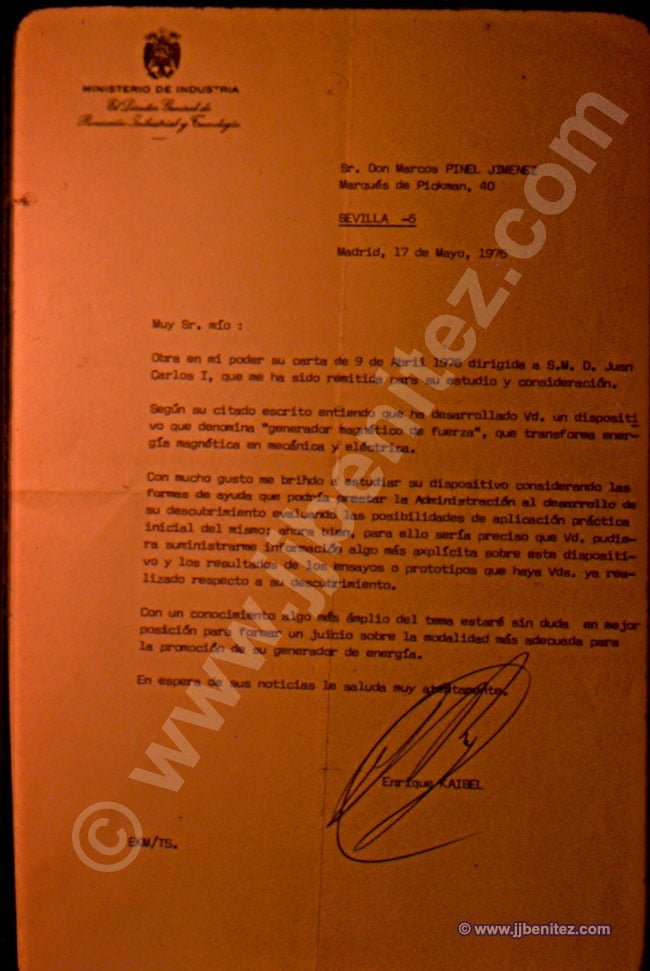 MINISTERIO DE INDUSTRIA
El Director General de
Promoción Industrial y Tecnología
Sr. Don Marcos PINEL JIMENEZ
Marqués de Pickman, 40
SEVILLA -5
Madrid, 17 de Mayo, 1976
Muy Sr. mío :
Obra en mi poder su carta de 9 de Abril 1976 dirigida a S.M. D. Juan
Carlos I, que me ha sido remitida para su estudio y consideración.
Según su citado escrito entiendo que ha desarrollado Vd. un dispositi
vo que denomina "generador magnético de fuerza", que transforma ener-
gía magnética en mecánica y eléctrica.
Con mucho gusto me brindo a estudiar su dispositivo considerando las
formas de ayuda que podría prestar la Administración al desarrollo de
su descubrimiento evaluando las posibilidades de aplicación práctica
inicial del mismo; ahora bien, para ello sería preciso que Vd. pudie-
ra suministrarme información algo más explícita sobre este dispositi-
vo y los resultados de los ensayos o prototipos que haya Vds. ya rea-
lizado respecto a su descubrimiento.
Con un conocimiento algo más ámplio del tema estaré sin duda en mejor
posición para formar un juicio sobre la modalidad más adecuada para
la promoción de su generador de energía.
En espera de sus noticias le saluda muy atentamente.
Enrique KAIBEL
EKM/TS.
© www.jjbenitez.com
© www.jjbenitez.com